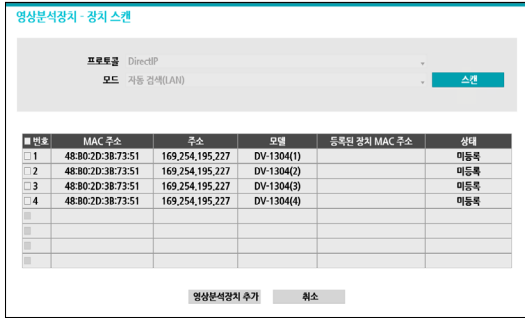 영상분석장치 - 장치 스캔
프로토콜 DirectIP
모드 자동 검색(LAN) 스캔
번호 MAC 주소 주소 모델 등록된 장치 MAC 주소 상태
1 48:B0:2D:3B:73:51 169,254,195,227 DV-1304(1) 미등록
2 48:B0:2D:3B:73:51 169,254,195,227 DV-1304(2) 미등록
3 48:B0:2D:3B:73:51 169,254,195,227 DV-1304(3) 미등록
4 48:B0:2D:3B:73:51 169,254,195,227 DV-1304(4) 미등록
영상분석장치 추가 취소